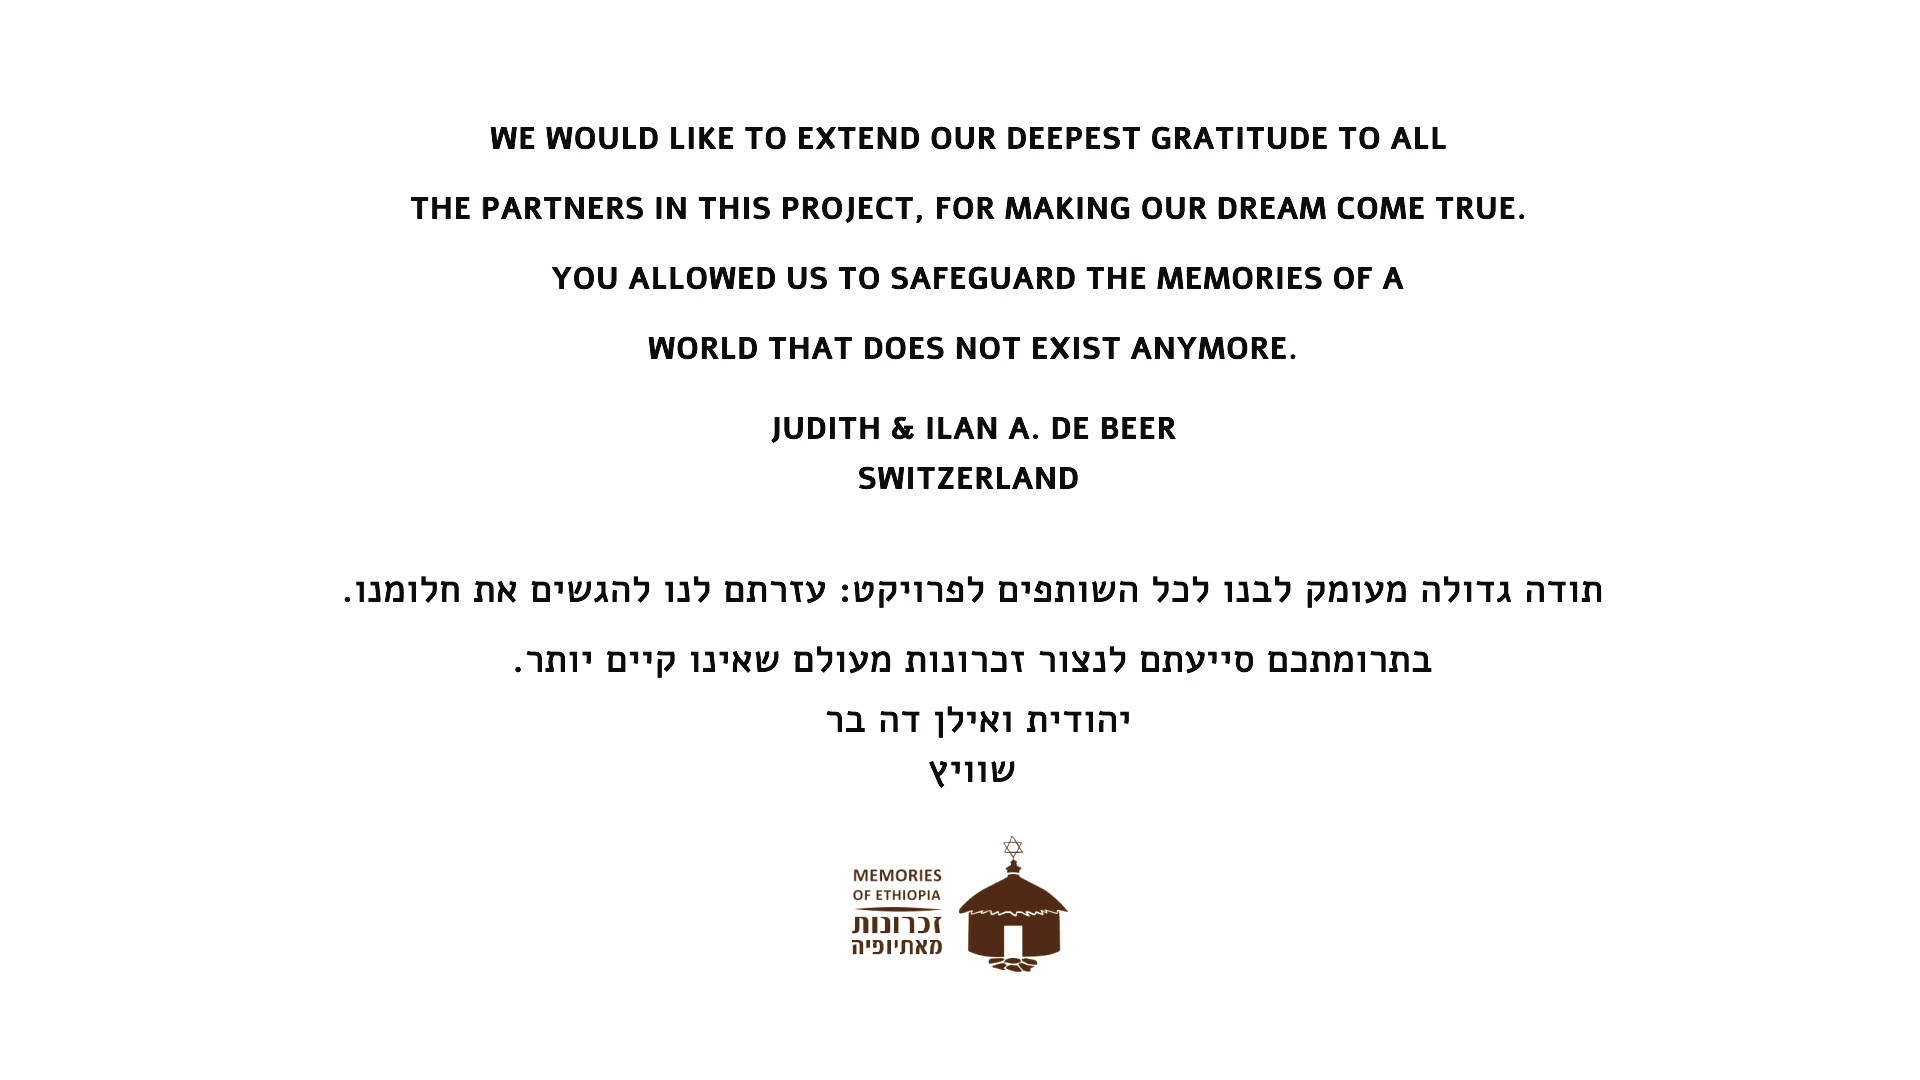 WE WOULD LIKE TO EXTEND OUR DEEPEST GRATITUDE TO ALL
THE PARTNERS IN THIS PROJECT, FOR MAKING OUR DREAM COME TRUE.
YOU ALLOWED US TO SAFEGUARD THE MEMORIES OF A
WORLD THAT DOES NOT EXIST ANYMORE.
JUDITH & ILAN A. DE BEER
SWITZERLAND
תודה גדולה מעומק לבנו לכל השותפים לפרויקט: עזרתם לנו להגשים את חלומנו.
בתרומתכם סייעתם לנצור זכרונות מעולם שאינו קיים יותר.
יהודית ואילן דה בר
שוויץ
MEMORIES
OF ETHIOPIA
זכרונות
מאתיופיה